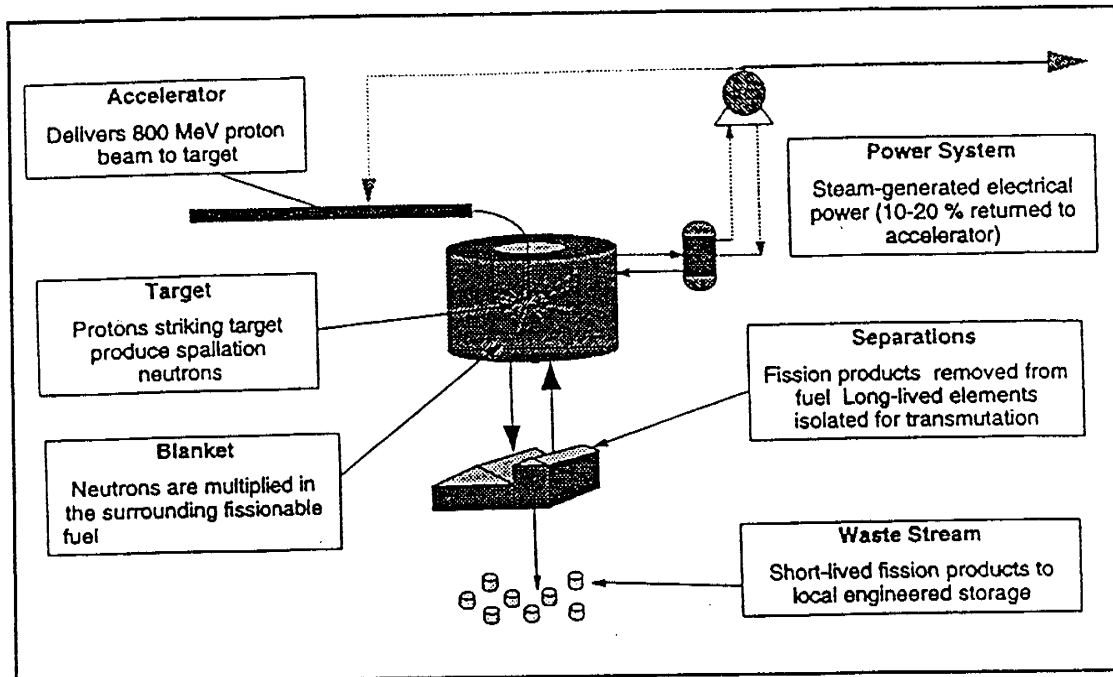 Accelerator
Delivers 800 MeV proton
beam to target
Power System
Steam-generated electrical
power (10-20 % returned to
accelerator)
Target
Protons striking target
produce spallation
neutrons
Separations
Fission products removed from
fuel Long-lived elements
isolated for transmutation
Blanket
Neutrons are multiplied in
the surrounding fissionable
fuel
Waste Stream
Short-lived fission products to
local engineered storage